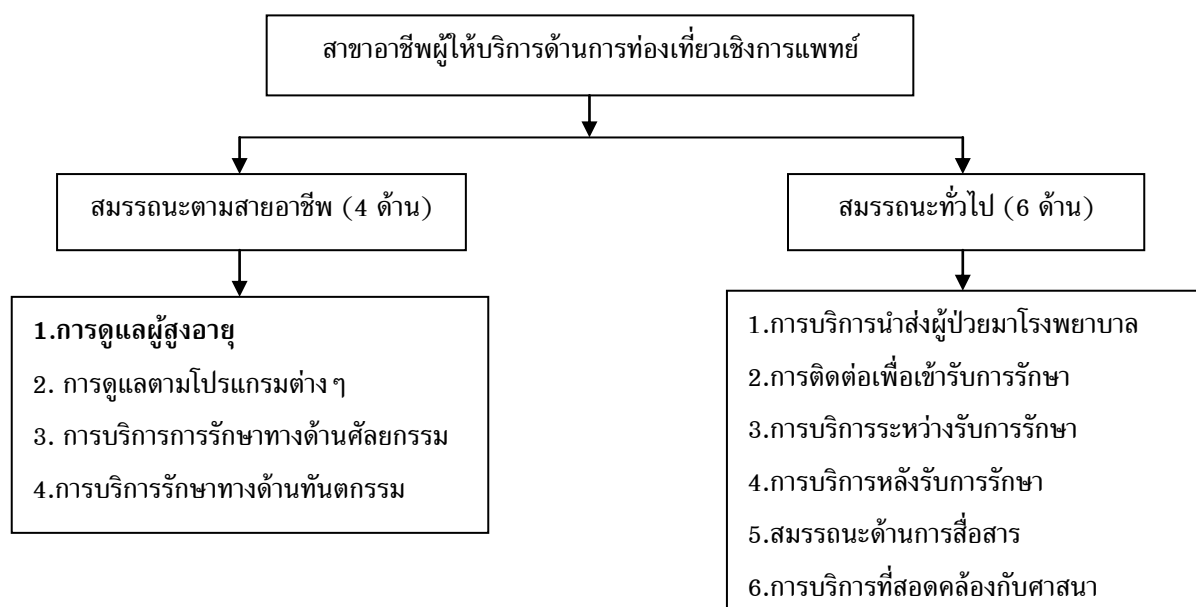 สาขาอาชีพผู้ให้บริการด้านการท่องเที่ยวเชิงการแพทย์
สมรรถนะตามสายอาชีพ (4 ด้าน)
สมรรถนะทั่วไป (6 ด้าน)
1.การดูแลผู้สูงอายุ
2. การดูแลตามโปรแกรมต่างๆ
3. การบริการการรักษาทางด้านศัลยกรรม
4.การบริการรักษาทางด้านทันตกรรม
1.การบริการนำส่งผู้ป่วยมาโรงพยาบาล
2.การติดต่อเพื่อเข้ารับการรักษา
3.การบริการระหว่างรับการรักษา
4.การบริการหลังรับการรักษา
5.สมรรถนะด้านการสื่อสาร
6.การบริการที่สอดคล้องกับศาสนา